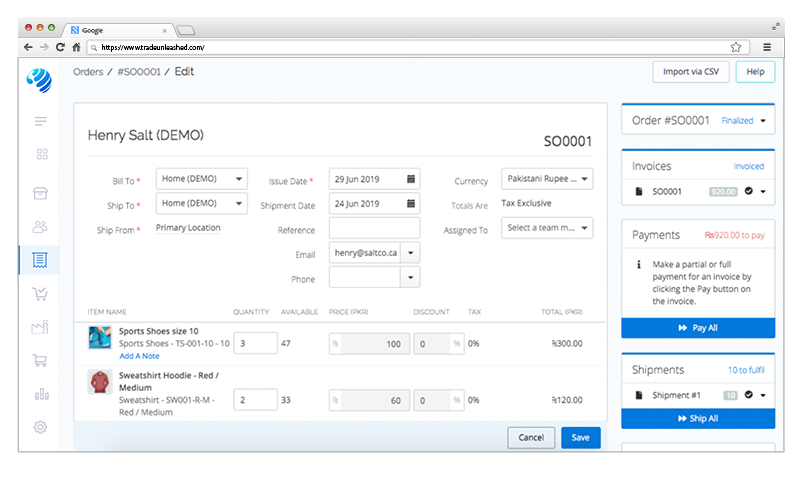 Google
https://www.tradeunleashed.com/
Orders / #SO0001 / Edit
Import via CSV
Help
Henry Salt (DEMO)
SO0001
Bill To * Home (DEMO)
Issue Date * 29 Jun 2019
Currency Pakistani Rupee ...
Ship To * Home (DEMO)
Shipment Date 24 Jun 2019
Totals Are Tax Exclusive
Ship From * Primary Location
Reference
Assigned To Select a team m...
Email henry@saltco.ca
Phone
ITEM NAME QUANTITY AVAILABLE PRICE (PKR) DISCOUNT TAX TOTAL (PKR)
Sports Shoes size 10
Sports Shoes - TS-001-10 - 10
Add A Note
3 47 ₨ 100 0 % 0% ₨300.00
Sweatshirt Hoodie - Red /
Medium
Sweatshirt - SW001-R-M -
Red / Medium
2 33 ₨ 60 0 % 0% ₨120.00
Cancel
Save
Order #SO0001 Finalized
Invoices Invoiced
SO0001 920.00
Payments ₨920.00 to pay
Make a partial or full
payment for an invoice by
clicking the Pay button on
the invoice.
Pay All
Shipments 10 to fulfil
Shipment #1 10
Ship All